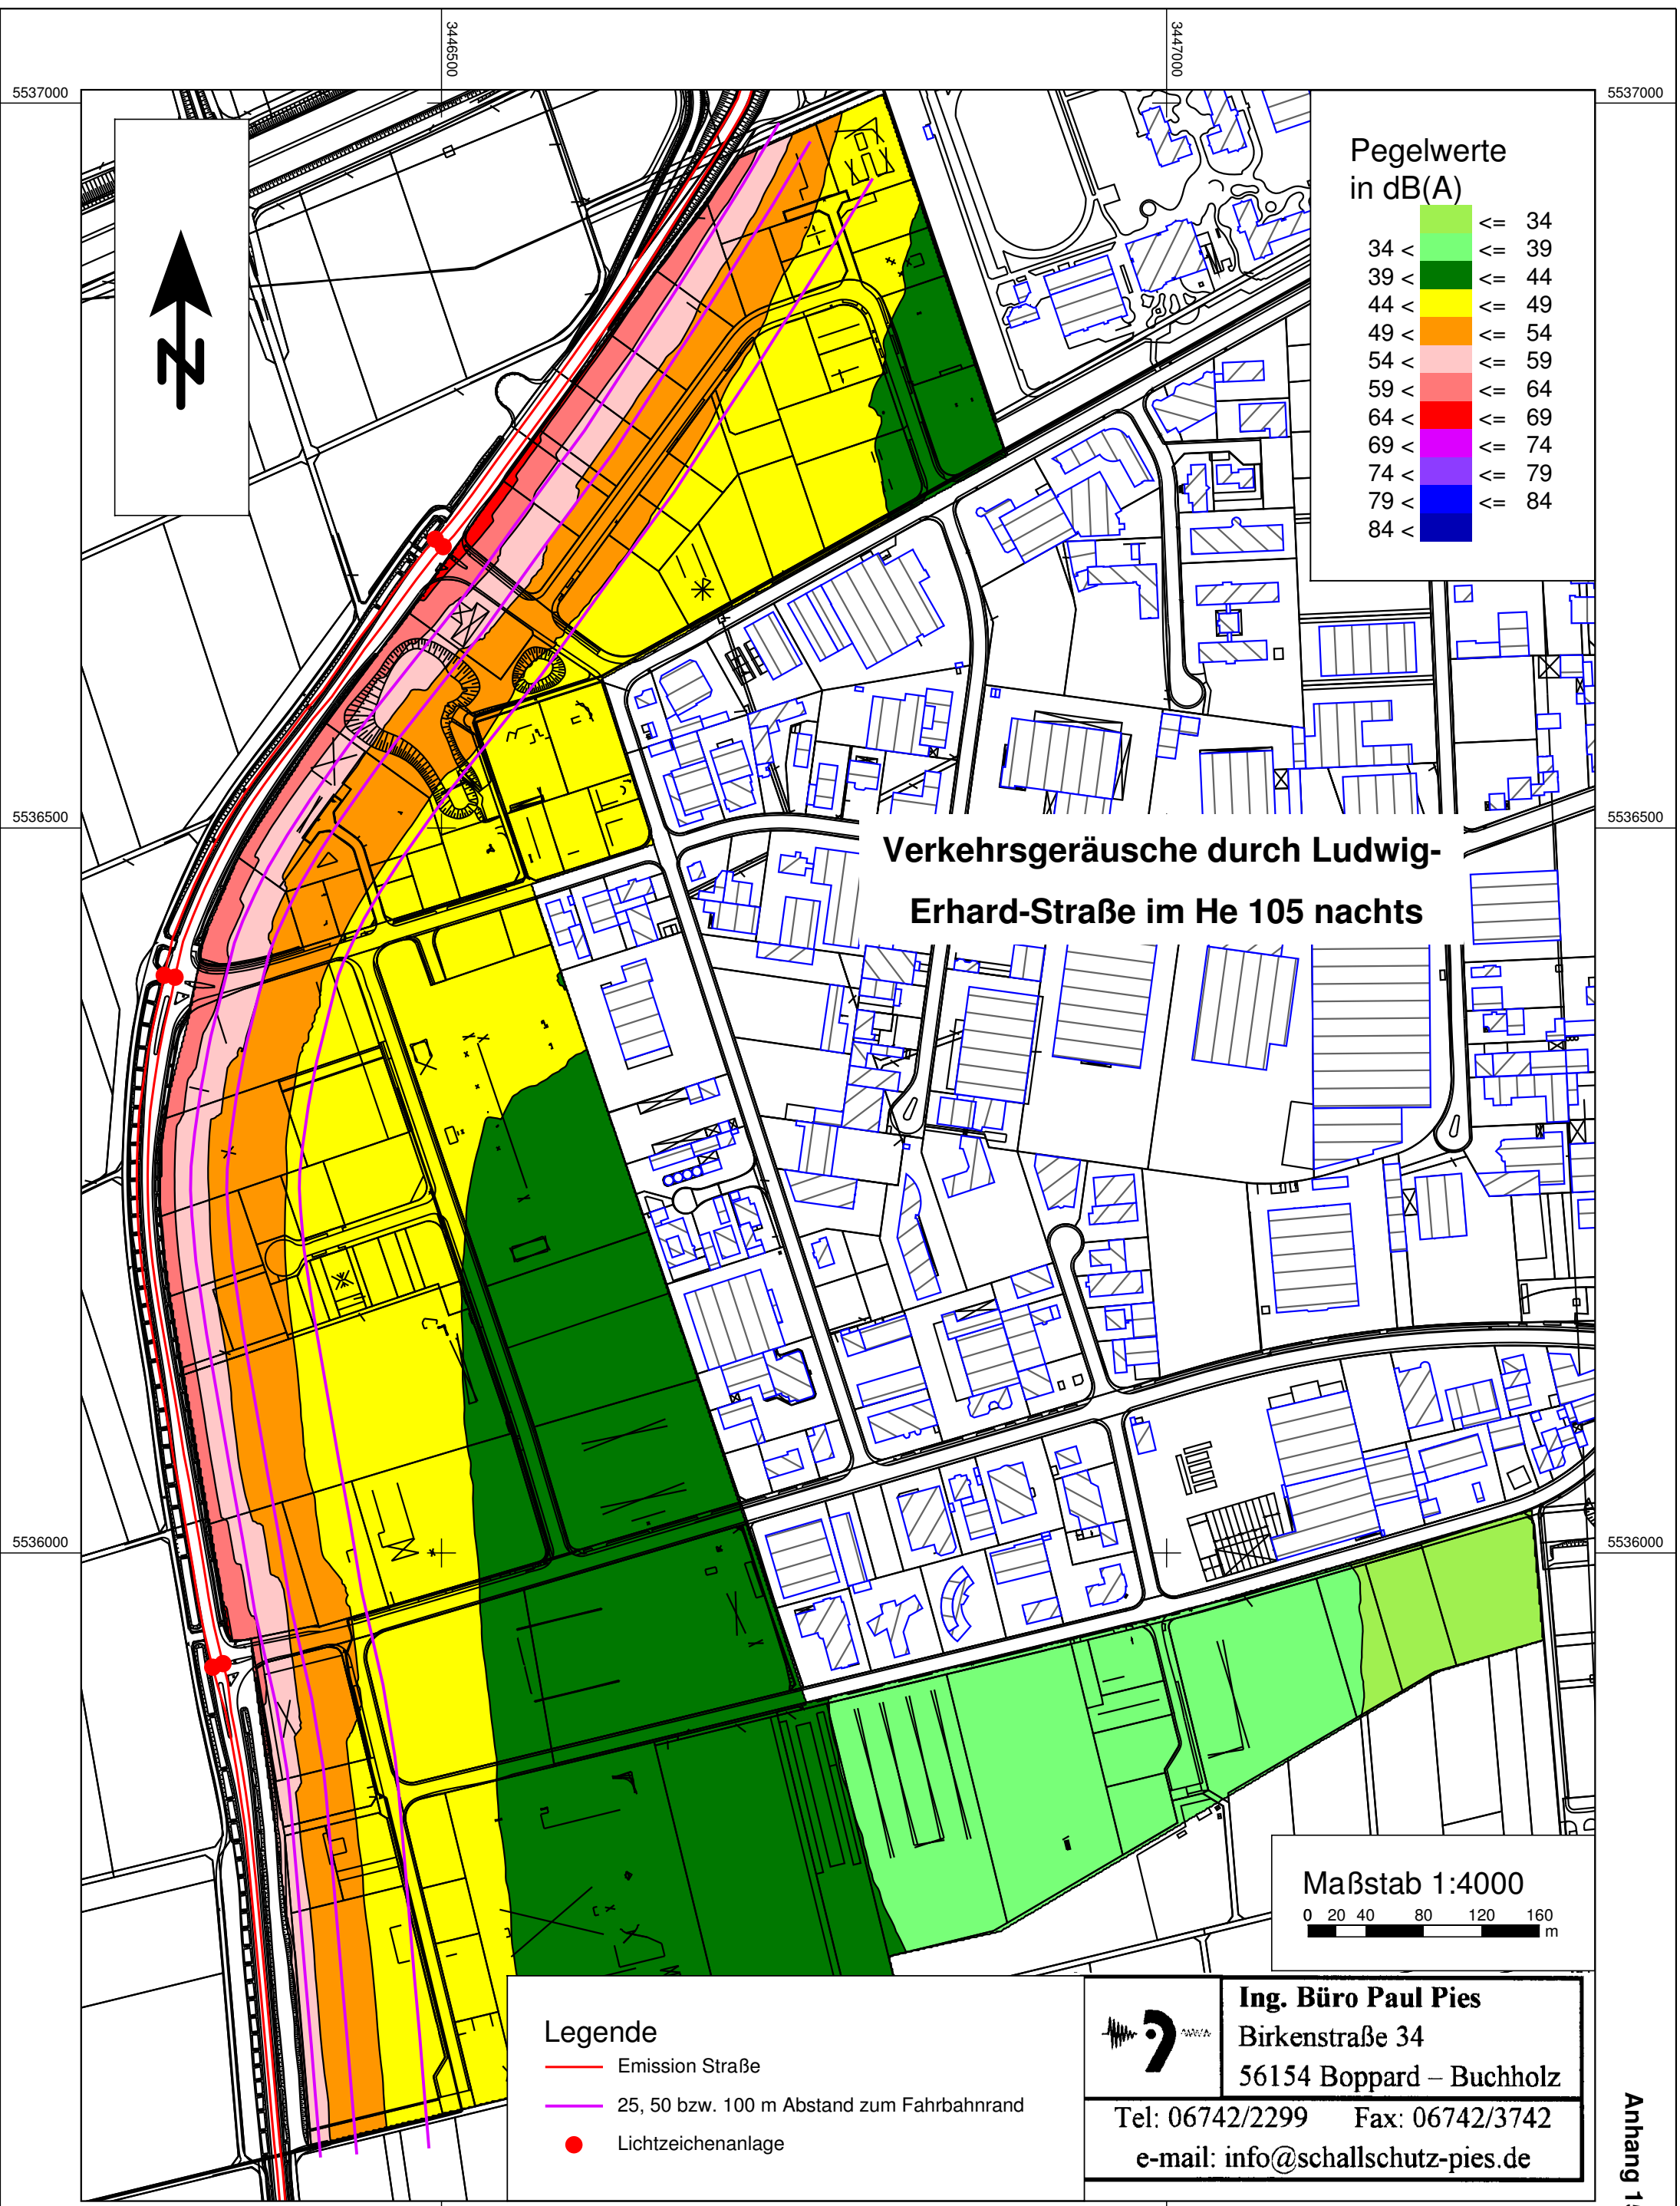 3446500
3447000
5537000
5537000
Pegelwerte
in dB(A)
<= 34
34 < <= 39
39 < <= 44
44 < <= 49
49 < <= 54
54 < <= 59
59 < <= 64
64 < <= 69
69 < <= 74
74 < <= 79
79 < <= 84
84 <
N
5536500
5536500
Verkehrsgeräusche durch Ludwig-
Erhard-Straße im He 105 nachts
5536000
5536000
Maßstab 1:4000
0 20 40 80 120 160
m
Legende
Emission Straße
25, 50 bzw. 100 m Abstand zum Fahrbahnrand
Lichtzeichenanlage
Ing. Büro Paul Pies
Birkenstraße 34
56154 Boppard – Buchholz
Tel: 06742/2299 Fax: 06742/3742
e-mail: info@schallschutz-pies.de
Anhang